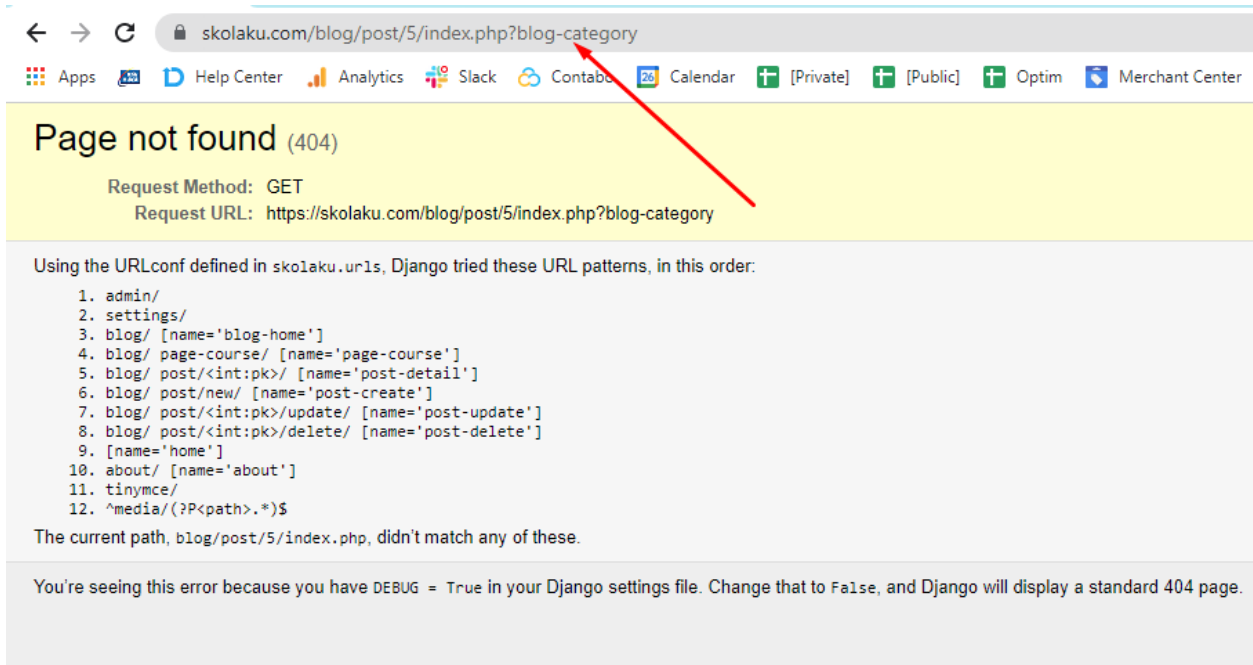 skolaku.com/blog/post/5/index.php?blog-category
Apps Help Center Analytics Slack Contabo 26 Calendar [Private] [Public] Optim Merchant Center
Page not found (404)
Request Method: GET
Request URL: https://skolaku.com/blog/post/5/index.php?blog-category
Using the URLconf defined in skolaku.urls, Django tried these URL patterns, in this order:
1. admin/
2. settings/
3. blog/ [name='blog-home']
4. blog/ page-course/ [name='page-course']
5. blog/ post/<int:pk>/ [name='post-detail']
6. blog/ post/new/ [name='post-create']
7. blog/ post/<int:pk>/update/ [name='post-update']
8. blog/ post/<int:pk>/delete/ [name='post-delete']
9. [name='home']
10. about/ [name='about']
11. tinymce/
12. ^media/(?P<path>.*)$
The current path, blog/post/5/index.php, didn't match any of these.
You're seeing this error because you have DEBUG = True in your Django settings file. Change that to False, and Django will display a standard 404 page.